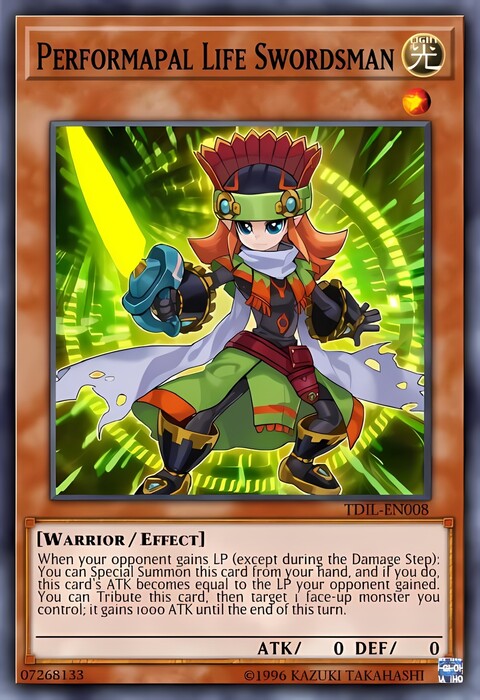 PERFORMAPAL LIFE SWORDSMAN
光
TDIL-EN008
[WARRIOR / EFFECT]
When your opponent gains LP (except during the Damage Step):
You can Special Summon this card from your hand, and if you do,
this card's ATK becomes equal to the LP your opponent gained.
You can Tribute this card, then target 1 face-up monster you
control; it gains 1000 ATK until the end of this turn.
ATK/ 0 DEF/ 0
07268133
©1996 KAZUKI TAKAHASHI